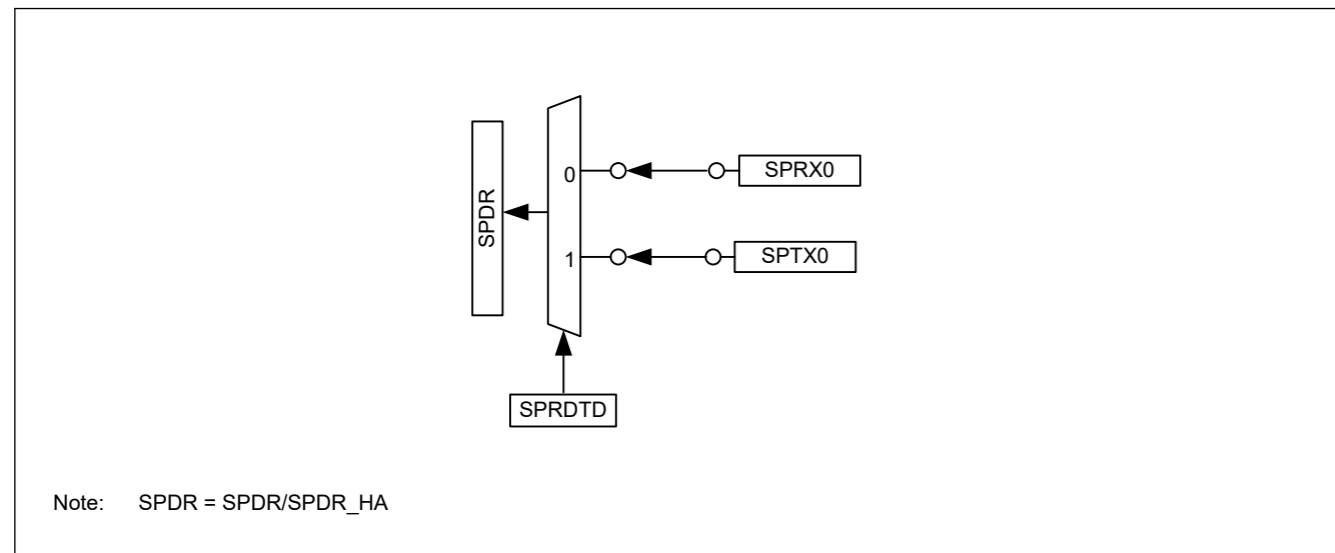 SPDR
0
SPRX0
1
SPTX0
SPRDTD
Note: SPDR = SPDR/SPDR_HA